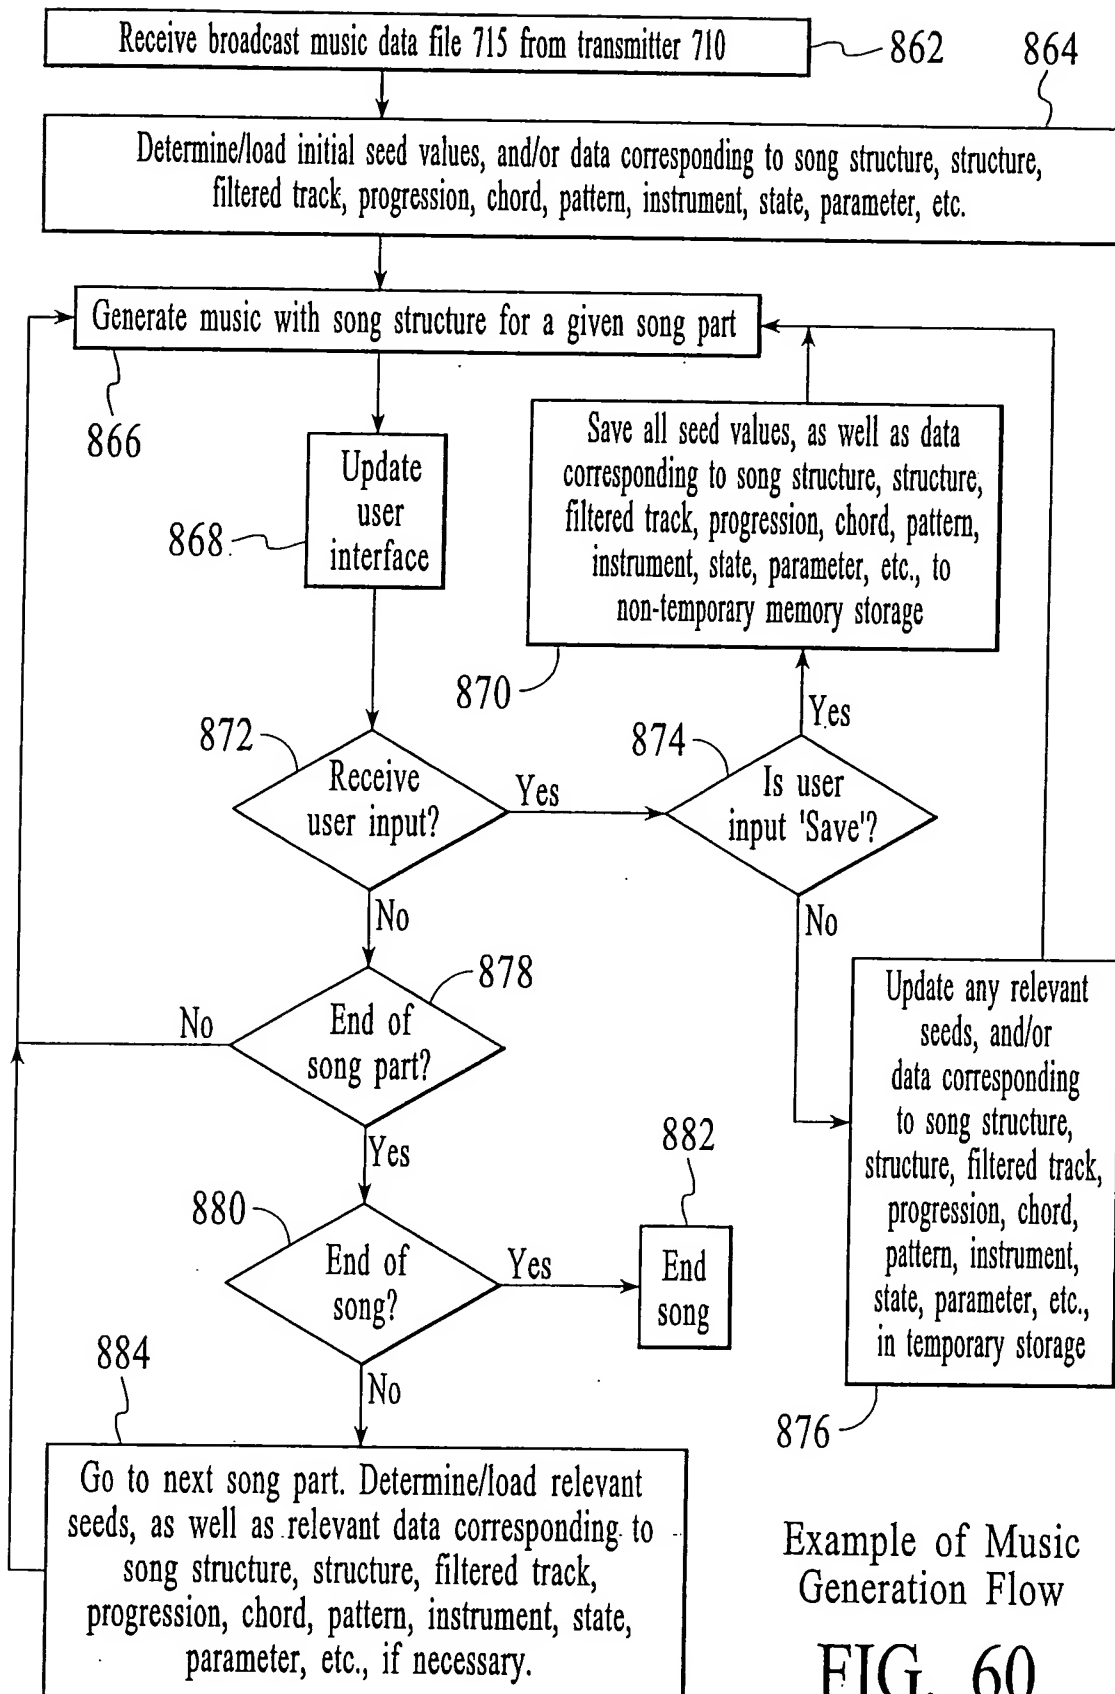 Receive broadcast music data file 715 from transmitter 710
862
864
Determine/load initial seed values, and/or data corresponding to song structure, structure,
filtered track, progression, chord, pattern, instrument, state, parameter, etc.
Generate music with song structure for a given song part
866
Update
user
interface
868
Save all seed values, as well as data
corresponding to song structure, structure,
filtered track, progression, chord, pattern,
instrument, state, parameter, etc., to
non-temporary memory storage
870
Yes
872
Receive
user input?
Yes
874
Is user
input 'Save'?
No
No
878
End of
song part?
No
Yes
Update any relevant
seeds, and/or
data corresponding
to song structure,
structure, filtered track,
progression, chord,
pattern, instrument,
state, parameter, etc.,
in temporary storage
876
880
End of
song?
Yes
882
End
song
No
884
Go to next song part. Determine/load relevant
seeds, as well as relevant data corresponding to
song structure, structure, filtered track,
progression, chord, pattern, instrument, state,
parameter, etc., if necessary.
Example of Music
Generation Flow
FIG. 60